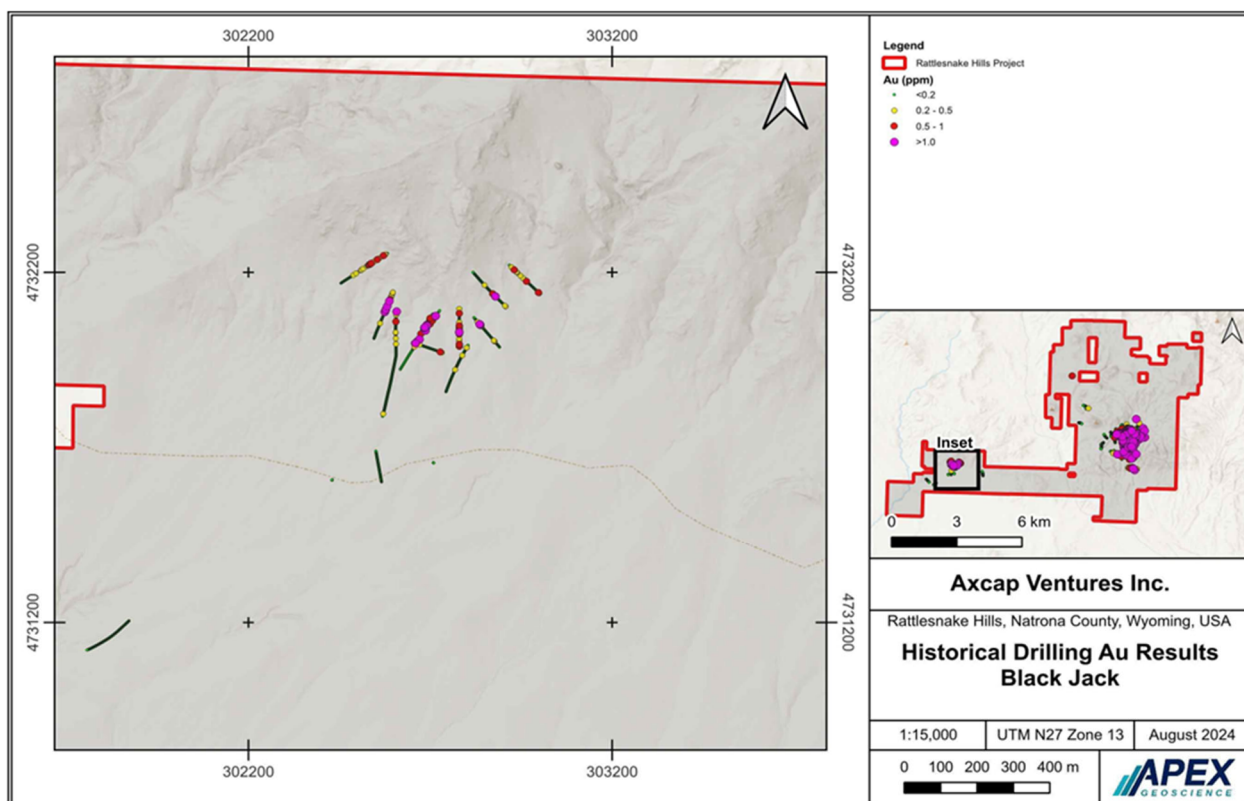 302200
303200
4732200
4732200
4731200
4731200
302200
303200
Legend
Rattlesnake Hills Project
Au (ppm)
<0.2
0.2 - 0.5
0.5 - 1
>1.0
Inset
0 3 6 km
Axcap Ventures Inc.
Rattlesnake Hills, Natrona County, Wyoming, USA
Historical Drilling Au Results
Black Jack
1:15,000 UTM N27 Zone 13 August 2024
0 100 200 300 400 m
APEX
GEOSCIENCE